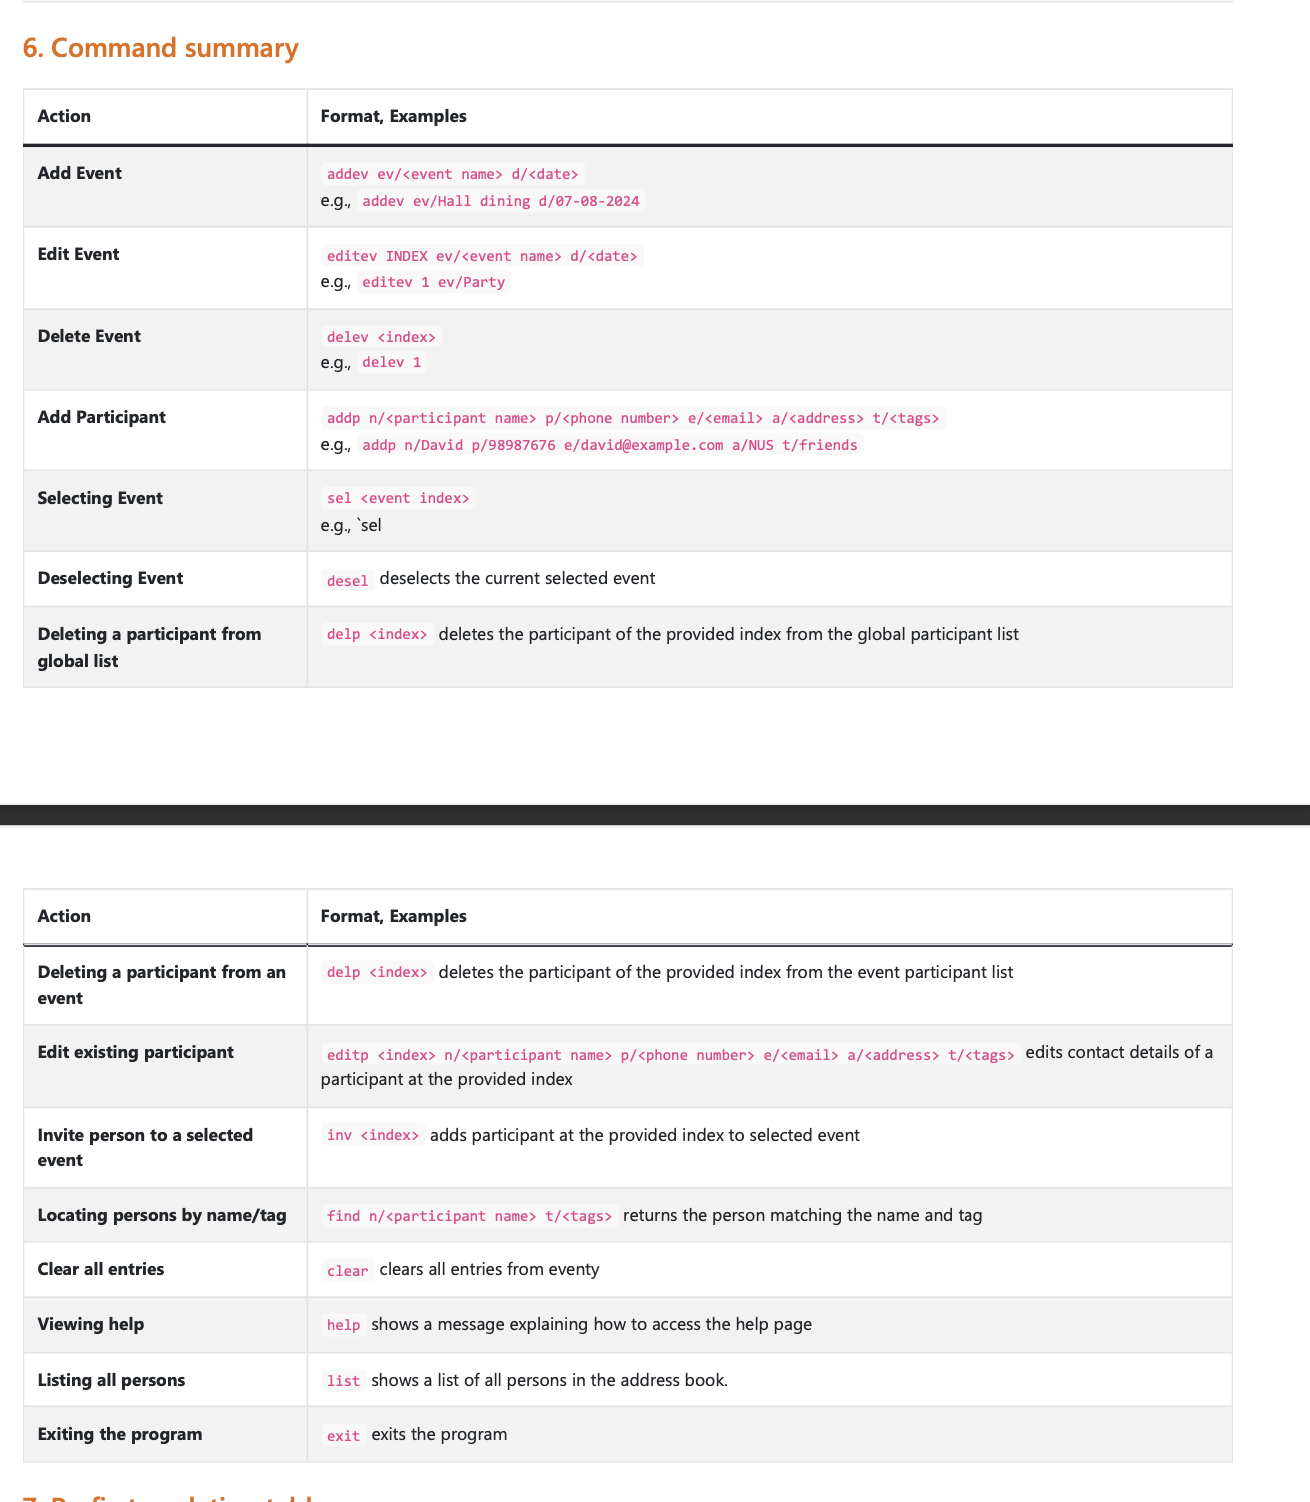 6. Command summary
Action
Format, Examples
Add Event
addev ev/<event name> d/<date>
e.g., addev ev/Hall dining d/07-08-2024
Edit Event
editev INDEX ev/<event name> d/<date>
e.g., editev 1 ev/Party
Delete Event
delev <index>
e.g., delev 1
Add Participant
addp n/<participant name> p/<phone number> e/<email> a/<address> t/<tags>
e.g., addp n/David p/98987676 e/david@example.com a/NUS t/friends
Selecting Event
sel <event index>
e.g., `sel
Deselecting Event
desel deselects the current selected event
Deleting a participant from
global list
delp <index> deletes the participant of the provided index from the global participant list
Action
Format, Examples
Deleting a participant from an
event
delp <index> deletes the participant of the provided index from the event participant list
Edit existing participant
editp <index> n/<participant name> p/<phone number> e/<email> a/<address> t/<tags> edits contact details of a
participant at the provided index
Invite person to a selected
event
inv <index> adds participant at the provided index to selected event
Locating persons by name/tag
find n/<participant name> t/<tags> returns the person matching the name and tag
Clear all entries
clear clears all entries from eventy
Viewing help
help shows a message explaining how to access the help page
Listing all persons
list shows a list of all persons in the address book.
Exiting the program
exit exits the program